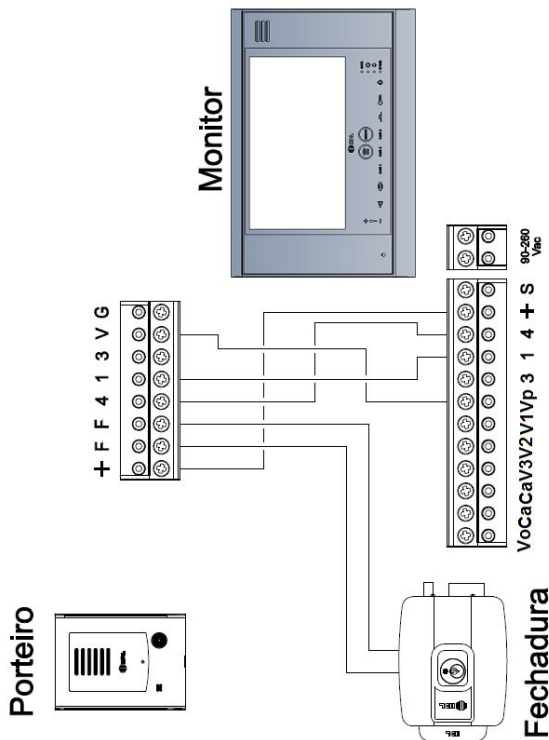 Monitor
+ F F 4 1 3 V G
VoCaCaV3V2V1Vp 3 1 4 + S
90-260
Vac
Porteiro
Fechadura